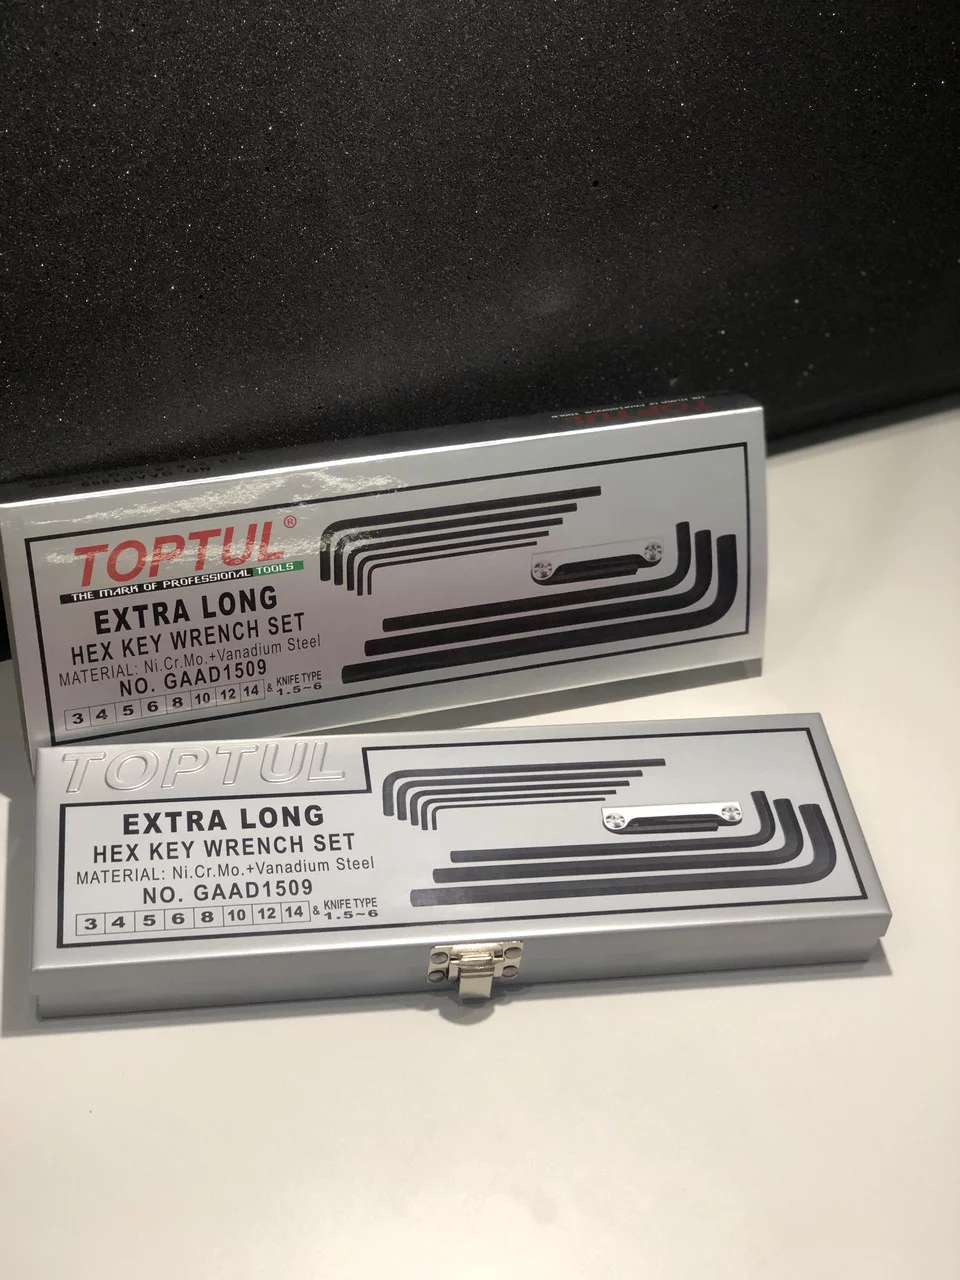 TOPTUL®
THE MARK OF PROFESSIONAL TOOLS
EXTRA LONG
HEX KEY WRENCH SET
MATERIAL: Ni.Cr.Mo.+Vanadium Steel
NO. GAAD1509
3 4 5 6 8 10 12 14 & KNIFE TYPE 1.5~6
TOPTUL
EXTRA LONG
HEX KEY WRENCH SET
MATERIAL: Ni.Cr.Mo.+Vanadium Steel
NO. GAAD1509
3 4 5 6 8 10 12 14 & KNIFE TYPE 1.5~6